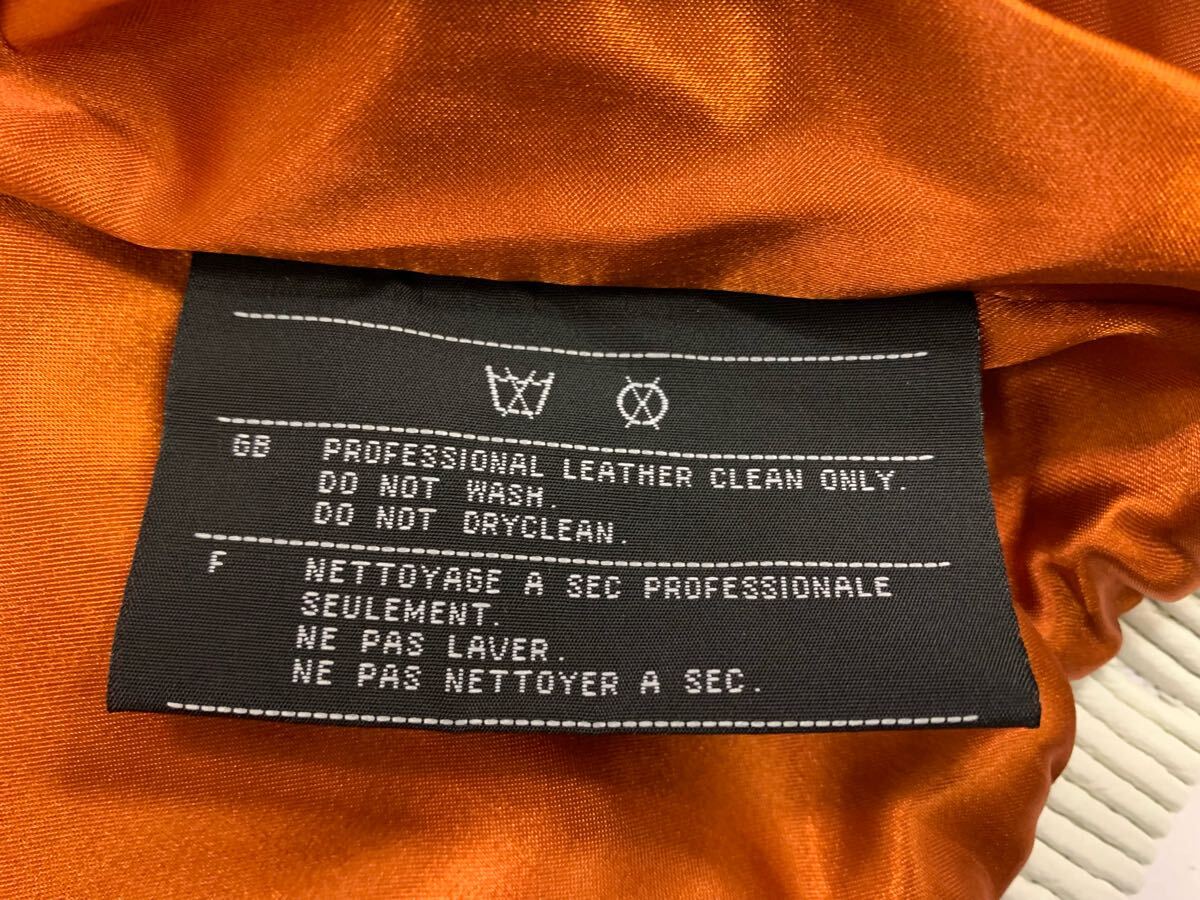 GB PROFESSIONAL LEATHER CLEAN ONLY.
DO NOT WASH.
DO NOT DRYCLEAN.
F NETTOYAGE A SEC PROFESSIONALE
SEULEMENT.
NE PAS LAVER.
NE PAS NETTOYER A SEC.